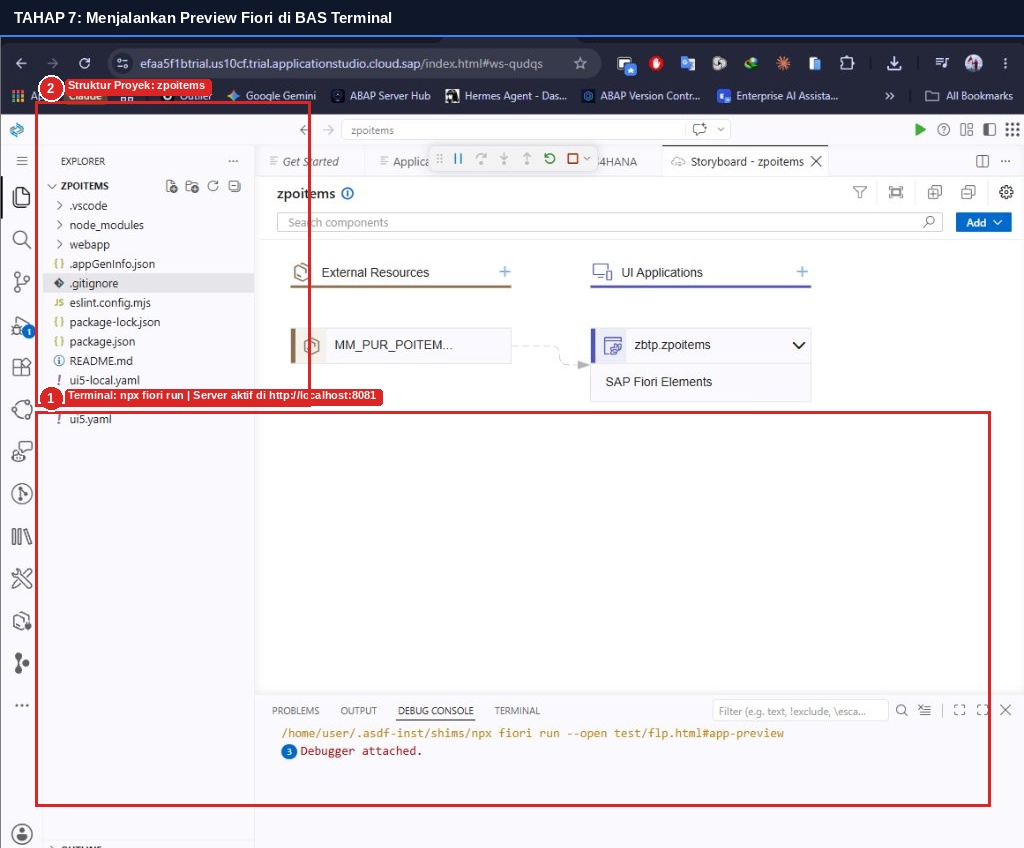 TAHAP 7: Menjalankan Preview Fiori di BAS Terminal
efaa5f1btrial.us10cf.trial.applicationstudio.cloud.sap/index.html#ws-qudqs
2
Struktur Proyek: zpoitems
Google Gemini
ABAP Server Hub
Hermes Agent - Das...
ABAP Version Contr...
Enterprise AI Assista...
»
All Bookmarks
zpoitems
EXPLORER
Get Started
4HANA
Storyboard - zpoitems
ZPOITEMS
.vscode
node_modules
webapp
.appGenInfo.json
.gitignore
JS eslint.config.mjs
package-lock.json
package.json
README.md
ui5-local.yaml
1
Terminal: npx fiori run | Server aktif di http://localhost:8081
ui5.yaml
1
zpoitems
Search components
Add
External Resources +
UI Applications +
MM_PUR_POITEM...
zbtp.zpoitems
SAP Fiori Elements
PROBLEMS
OUTPUT
DEBUG CONSOLE
TERMINAL
Filter (e.g. text, !exclude, \esca...
/home/user/.asdf-inst/shims/npx fiori run --open test/flp.html#app-preview
3 Debugger attached.